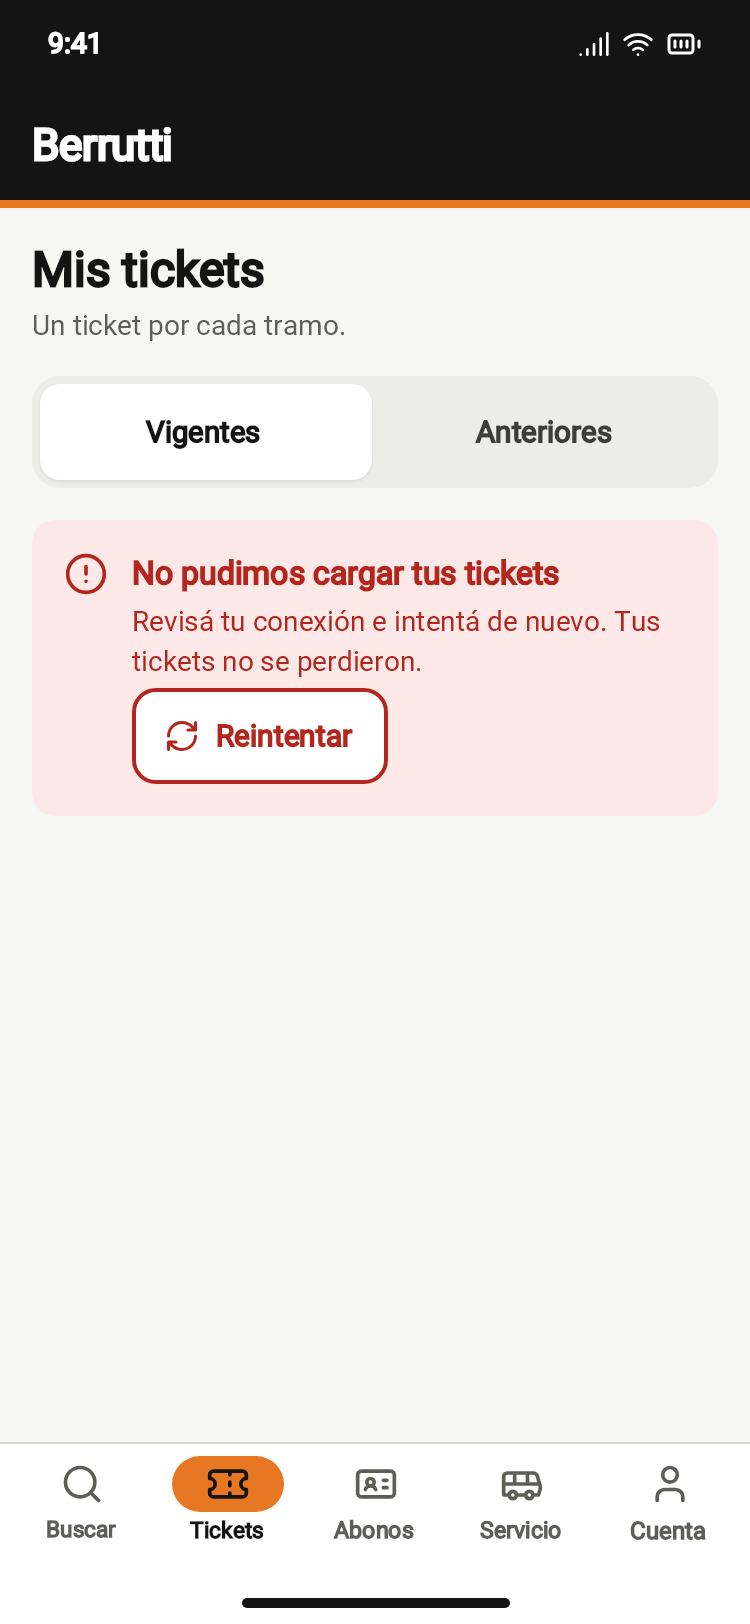 9:41
Berrutti
Mis tickets
Un ticket por cada tramo.
Vigentes
Anteriores
No pudimos cargar tus tickets
Revisá tu conexión e intentá de nuevo. Tus
tickets no se perdieron.
Reintentar
Buscar
Tickets
Abonos
Servicio
Cuenta